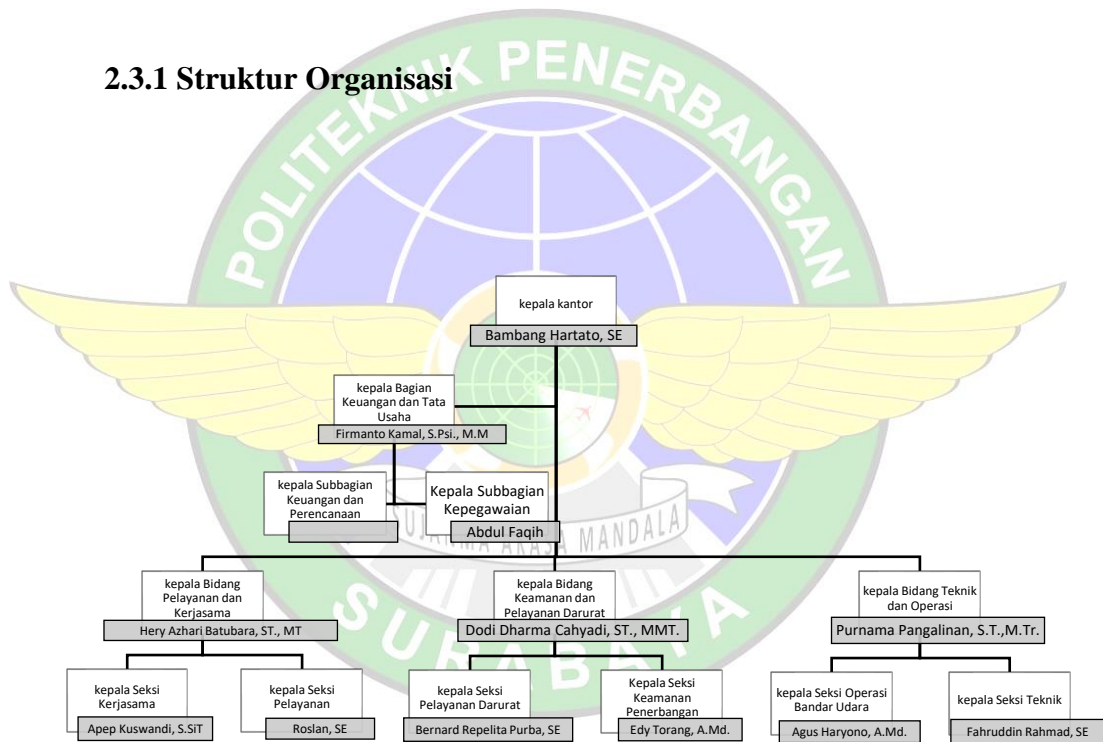 2.3.1 Struktur Organisasi
POLITEKNIK PENERBANGAN
kepala kantor
Bambang Hartato, SE
kepala Bagian
Keuangan dan Tata
Usaha
Firmanto Kamal, S.Psi., M.M
kepala Subbagian
Keuangan dan
Perencanaan
Kepala Subbagian
Kepegawaian
Abdul Faqih
MANDALA
kepala Bidang
Pelayanan dan
Kerjasama
Hery Azhari Batubara, ST., MT
kepala Bidang
Keamanan dan
Pelayanan Darurat
Dodi Dharma Cahyadi, ST., MMT.
kepala Bidang Teknik
dan Operasi
Purnama Pangalinan, S.T.,M.Tr.
SURABAYA
kepala Seksi
Kerjasama
Apep Kuswandi, S.SiT
kepala Seksi
Pelayanan
Roslan, SE
kepala Seksi
Pelayanan Darurat
Bernard Repelita Purba, SE
Kepala Seksi
Keamanan
Penerbangan
Edy Torang, A.Md.
kepala Seksi Operasi
Bandar Udara
Agus Haryono, A.Md.
kepala Seksi Teknik
Fahruddin Rahmad, SE